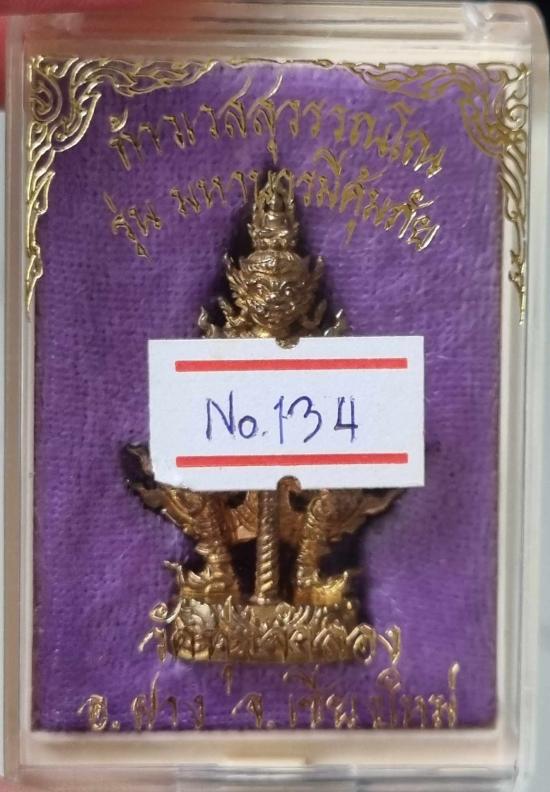 ท้าวเวสสุวรรณโณ
รุ่น มหาบารมีคุ้มภัย
No.134
อ.ฝาง จ.เชียงใหม่